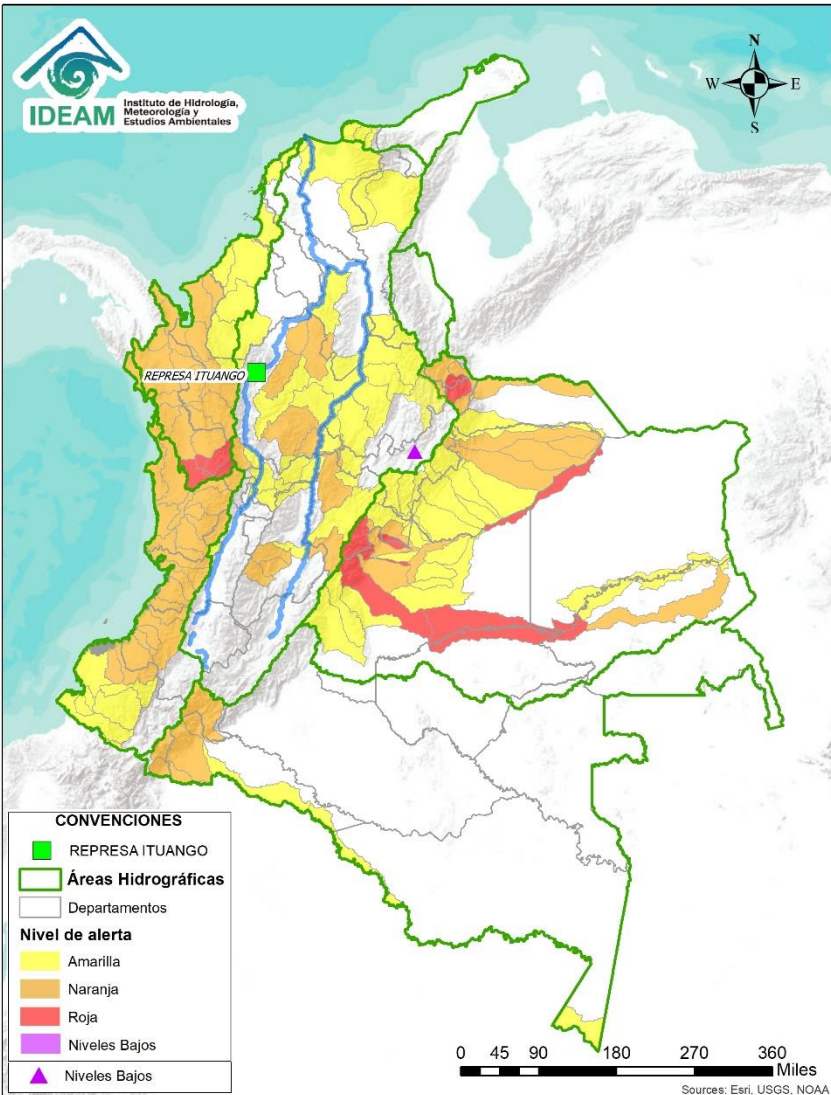 IDEAM
Instituto de Hidrología,
Meteorología y
Estudios Ambientales
N
W E
S
REPRESA ITUANGO
CONVENCIONES
REPRESA ITUANGO
Áreas Hidrográficas
Departamentos
Nivel de alerta
Amarilla
Naranja
Roja
Niveles Bajos
Niveles Bajos
0 45 90 180 270 360
Miles
Sources: Esri, USGS, NOAA